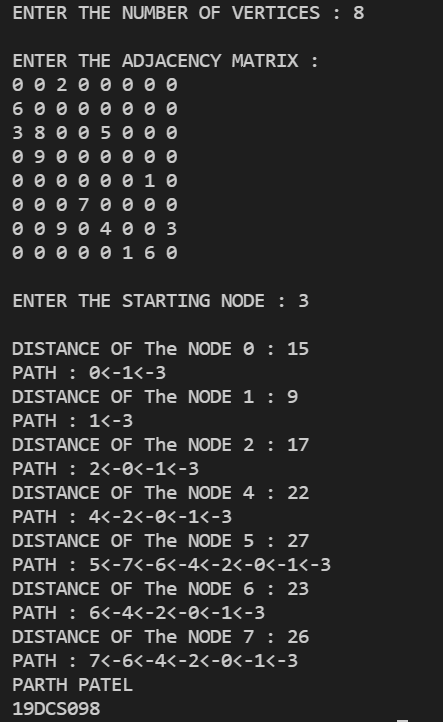 ENTER THE NUMBER OF VERTICES : 8
ENTER THE ADJACENCY MATRIX :
0 0 2 0 0 0 0 0
6 0 0 0 0 0 0 0
3 8 0 0 5 0 0 0
0 9 0 0 0 0 0 0
0 0 0 0 0 0 1 0
0 0 0 7 0 0 0 0
0 0 9 0 4 0 0 3
0 0 0 0 0 1 6 0
ENTER THE STARTING NODE : 3
DISTANCE OF The NODE 0 : 15
PATH : 0<-1<-3
DISTANCE OF The NODE 1 : 9
PATH : 1<-3
DISTANCE OF The NODE 2 : 17
PATH : 2<-0<-1<-3
DISTANCE OF The NODE 4 : 22
PATH : 4<-2<-0<-1<-3
DISTANCE OF The NODE 5 : 27
PATH : 5<-7<-6<-4<-2<-0<-1<-3
DISTANCE OF The NODE 6 : 23
PATH : 6<-4<-2<-0<-1<-3
DISTANCE OF The NODE 7 : 26
PATH : 7<-6<-4<-2<-0<-1<-3
PARTH PATEL
19DCS098